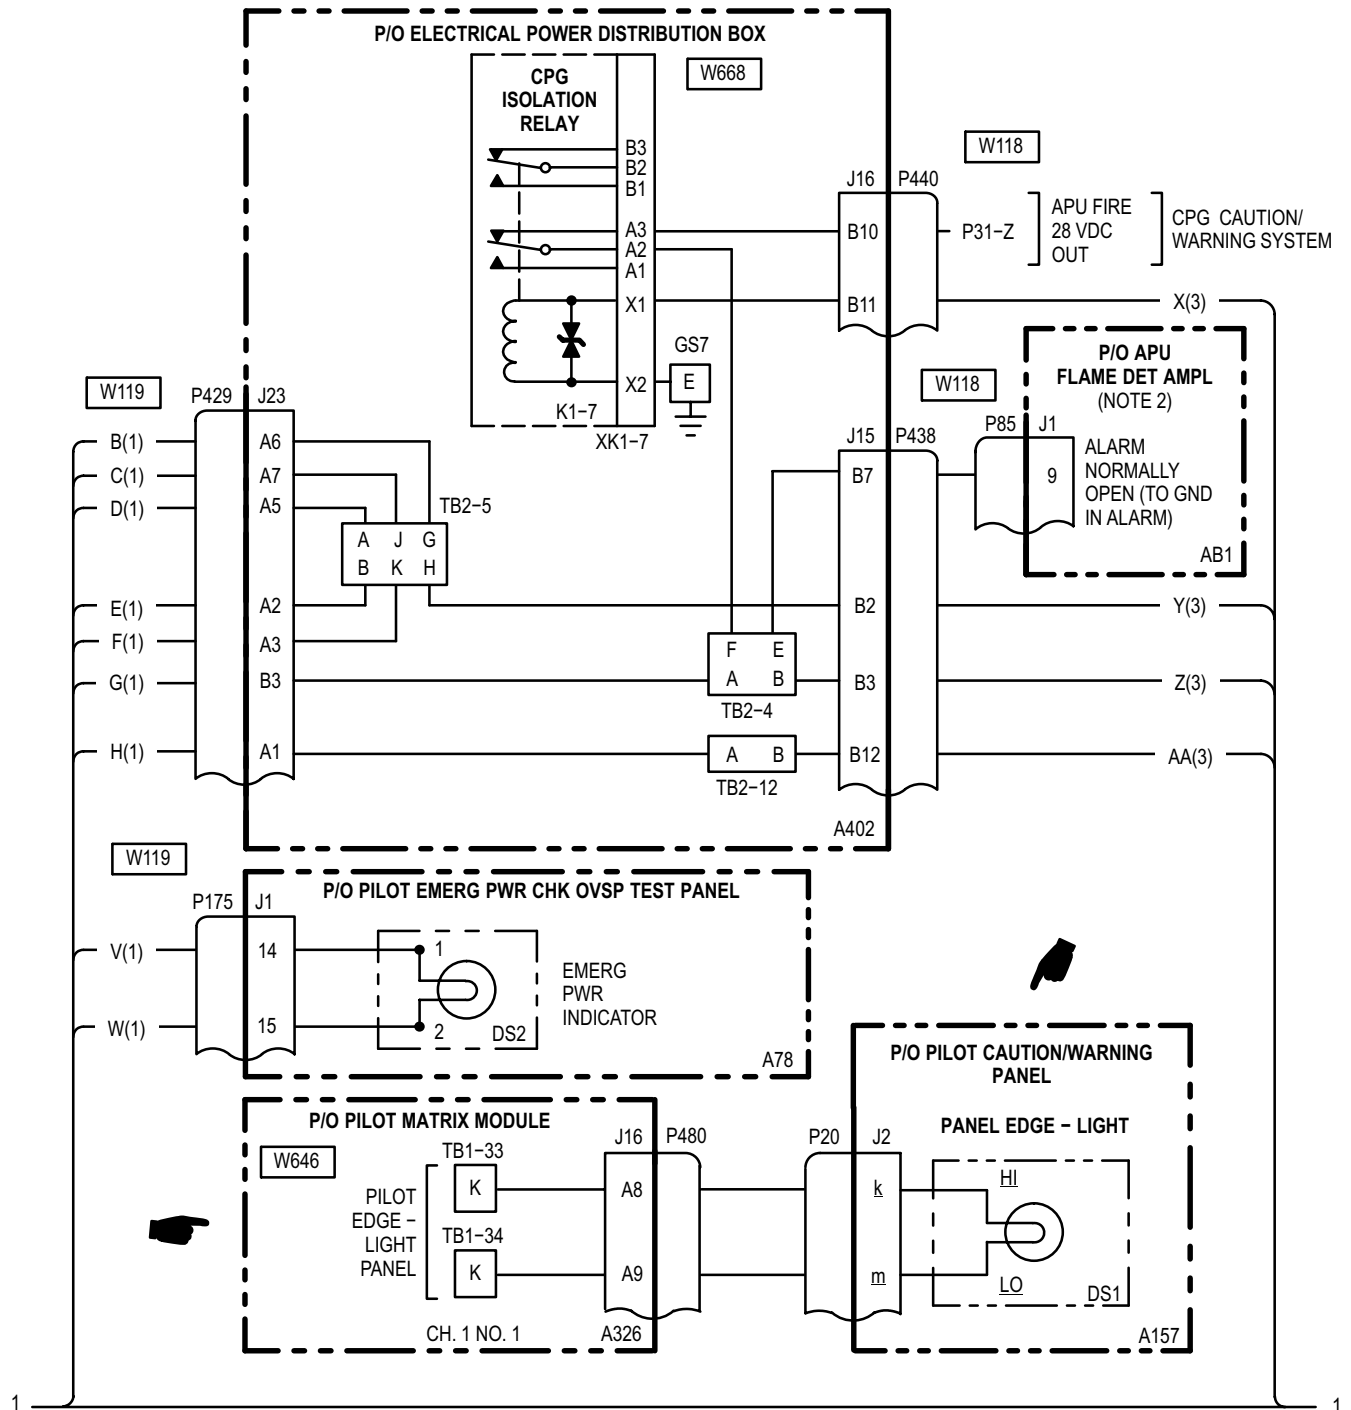 P/O ELECTRICAL POWER DISTRIBUTION BOX
W668
CPG
ISOLATION
RELAY
B3
B2
B1
A3
A2
A1
X1
X2
K1−7
XK1−7
GS7
E
W118
J16 P440
B10
B11
P31−Z
APU FIRE
28 VDC
OUT
CPG CAUTION/
WARNING SYSTEM
X(3)
P/O APU
FLAME DET AMPL
(NOTE 2)
W118
P85 J1
9
ALARM
NORMALLY
OPEN (TO GND
IN ALARM)
AB1
W119
P429 J23
B(1) A6
C(1) A7
D(1) A5
E(1) A2
F(1) A3
G(1) B3
H(1) A1
TB2−5
A J G
B K H
J15 P438
B7
B2
B3
B12
Y(3)
Z(3)
AA(3)
F E
A B
TB2−4
A B
TB2−12
A402
W119
P/O PILOT EMERG PWR CHK OVSP TEST PANEL
P175 J1
V(1) 14
W(1) 15
1
2
DS2
EMERG
PWR
INDICATOR
A78
P/O PILOT MATRIX MODULE
W646
PILOT
EDGE −
LIGHT
PANEL
TB1−33
K
TB1−34
K
J16 P480
A8
A9
CH. 1 NO. 1
A326
P/O PILOT CAUTION/WARNING
PANEL
PANEL EDGE − LIGHT
P20 J2
k
m
HI
LO
DS1
A157
1
1